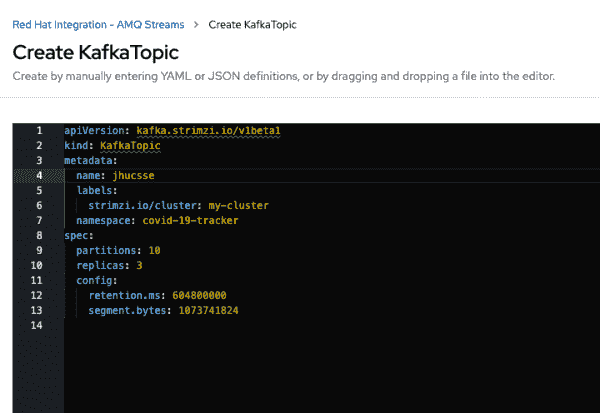 Red Hat Integration - AMQ Streams > Create KafkaTopic
Create KafkaTopic
Create by manually entering YAML or JSON definitions, or by dragging and dropping a file into the editor.
1 apiVersion: kafka.strimzi.io/v1beta1
2 kind: KafkaTopic
3 metadata:
4   name: jhucsse
5   labels:
6     strimzi.io/cluster: my-cluster
7   namespace: covid-19-tracker
8 spec:
9   partitions: 10
10   replicas: 3
11   config:
12     retention.ms: 604800000
13     segment.bytes: 1073741824
14